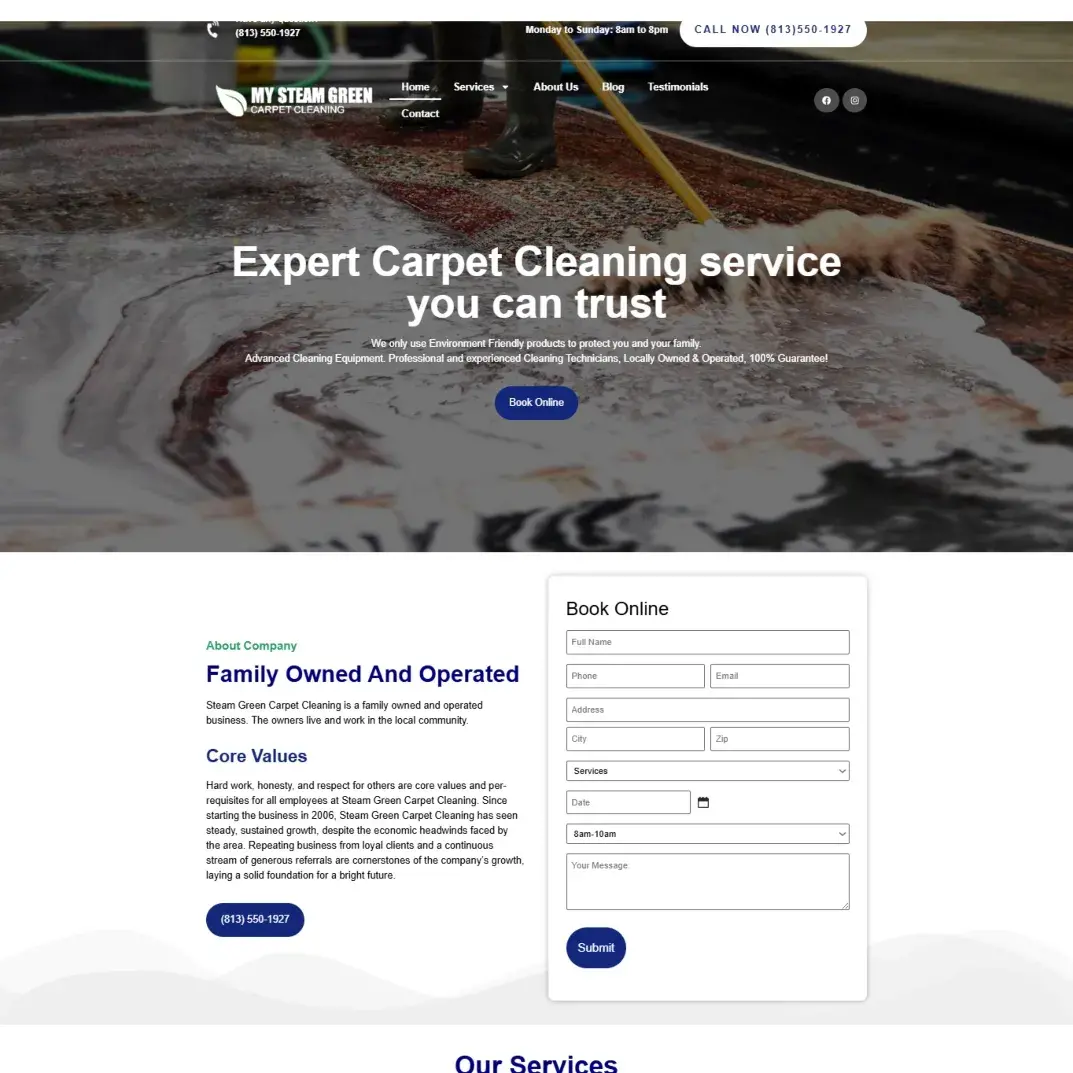 (813) 550-1927
Monday to Sunday: 8am to 8pm
CALL NOW (813)550-1927
MY STEAM GREEN
CARPET CLEANING
Home
Services
About Us
Blog
Testimonials
Contact
Expert Carpet Cleaning service
you can trust
We only use Environment Friendly products to protect you and your family.
Advanced Cleaning Equipment. Professional and experienced Cleaning Technicians, Locally Owned & Operated, 100% Guarantee!
Book Online
About Company
Family Owned And Operated
Steam Green Carpet Cleaning is a family owned and operated
business. The owners live and work in the local community.
Core Values
Hard work, honesty, and respect for others are core values and per-
requisites for all employees at Steam Green Carpet Cleaning. Since
starting the business in 2006, Steam Green Carpet Cleaning has seen
steady, sustained growth, despite the economic headwinds faced by
the area. Repeating business from loyal clients and a continuous
stream of generous referrals are cornerstones of the company's growth,
laying a solid foundation for a bright future.
(813) 550-1927
Book Online
Full Name
Phone
Email
Address
City
Zip
Services
Date
8am-10am
Your Message
Submit
Our Services